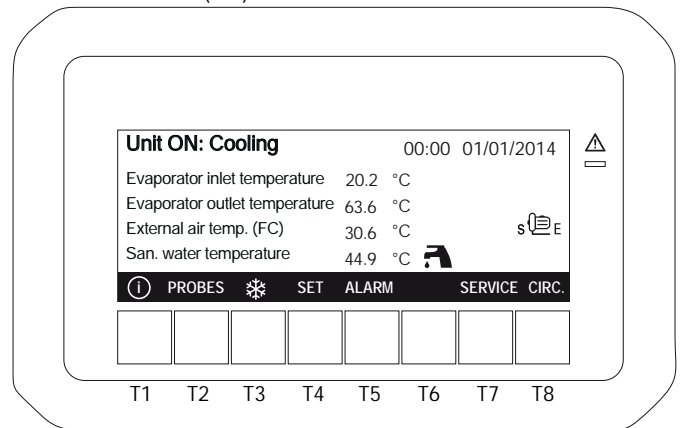 Unit ON: Cooling 00:00 01/01/2014
Evaporator inlet temperature 20.2 °C
Evaporator outlet temperature 63.6 °C
External air temp. (FC) 30.6 °C
S E
San. water temperature 44.9 °C
i PROBES SET ALARM SERVICE CIRC.
T1 T2 T3 T4 T5 T6 T7 T8